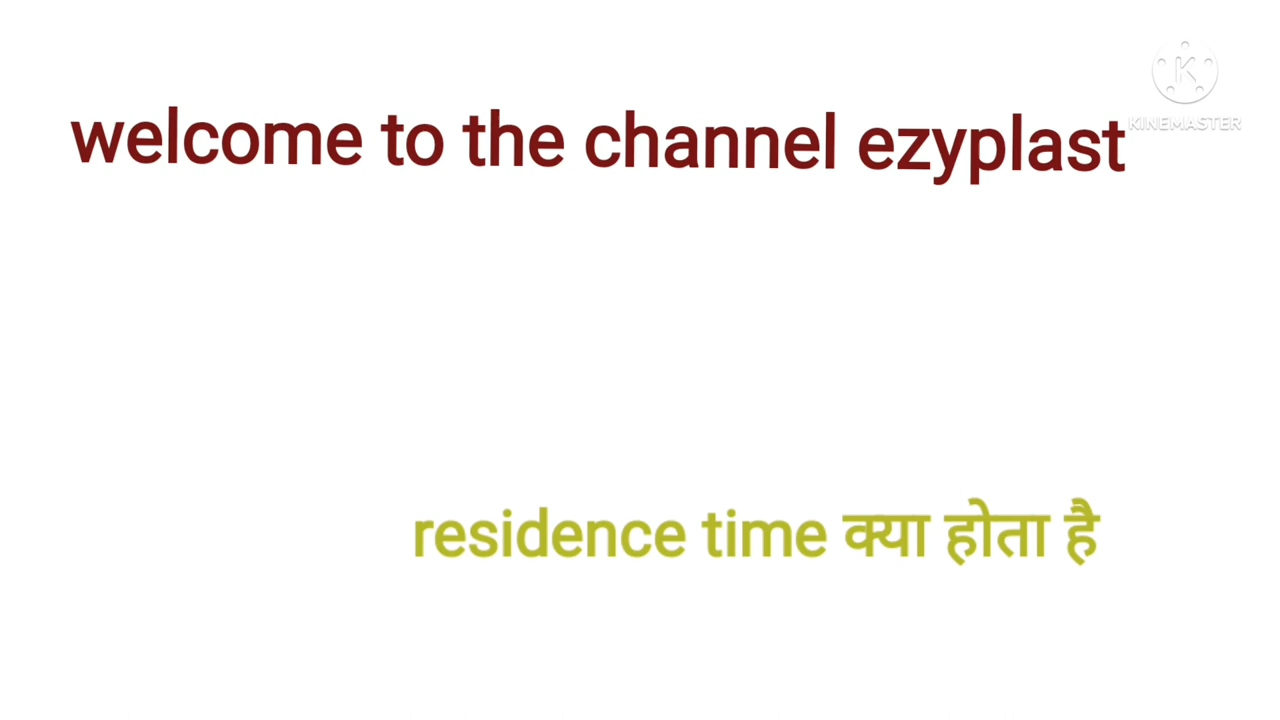 welcome to the channel ezyplast
KINEMASTER
residence time क्या होता है